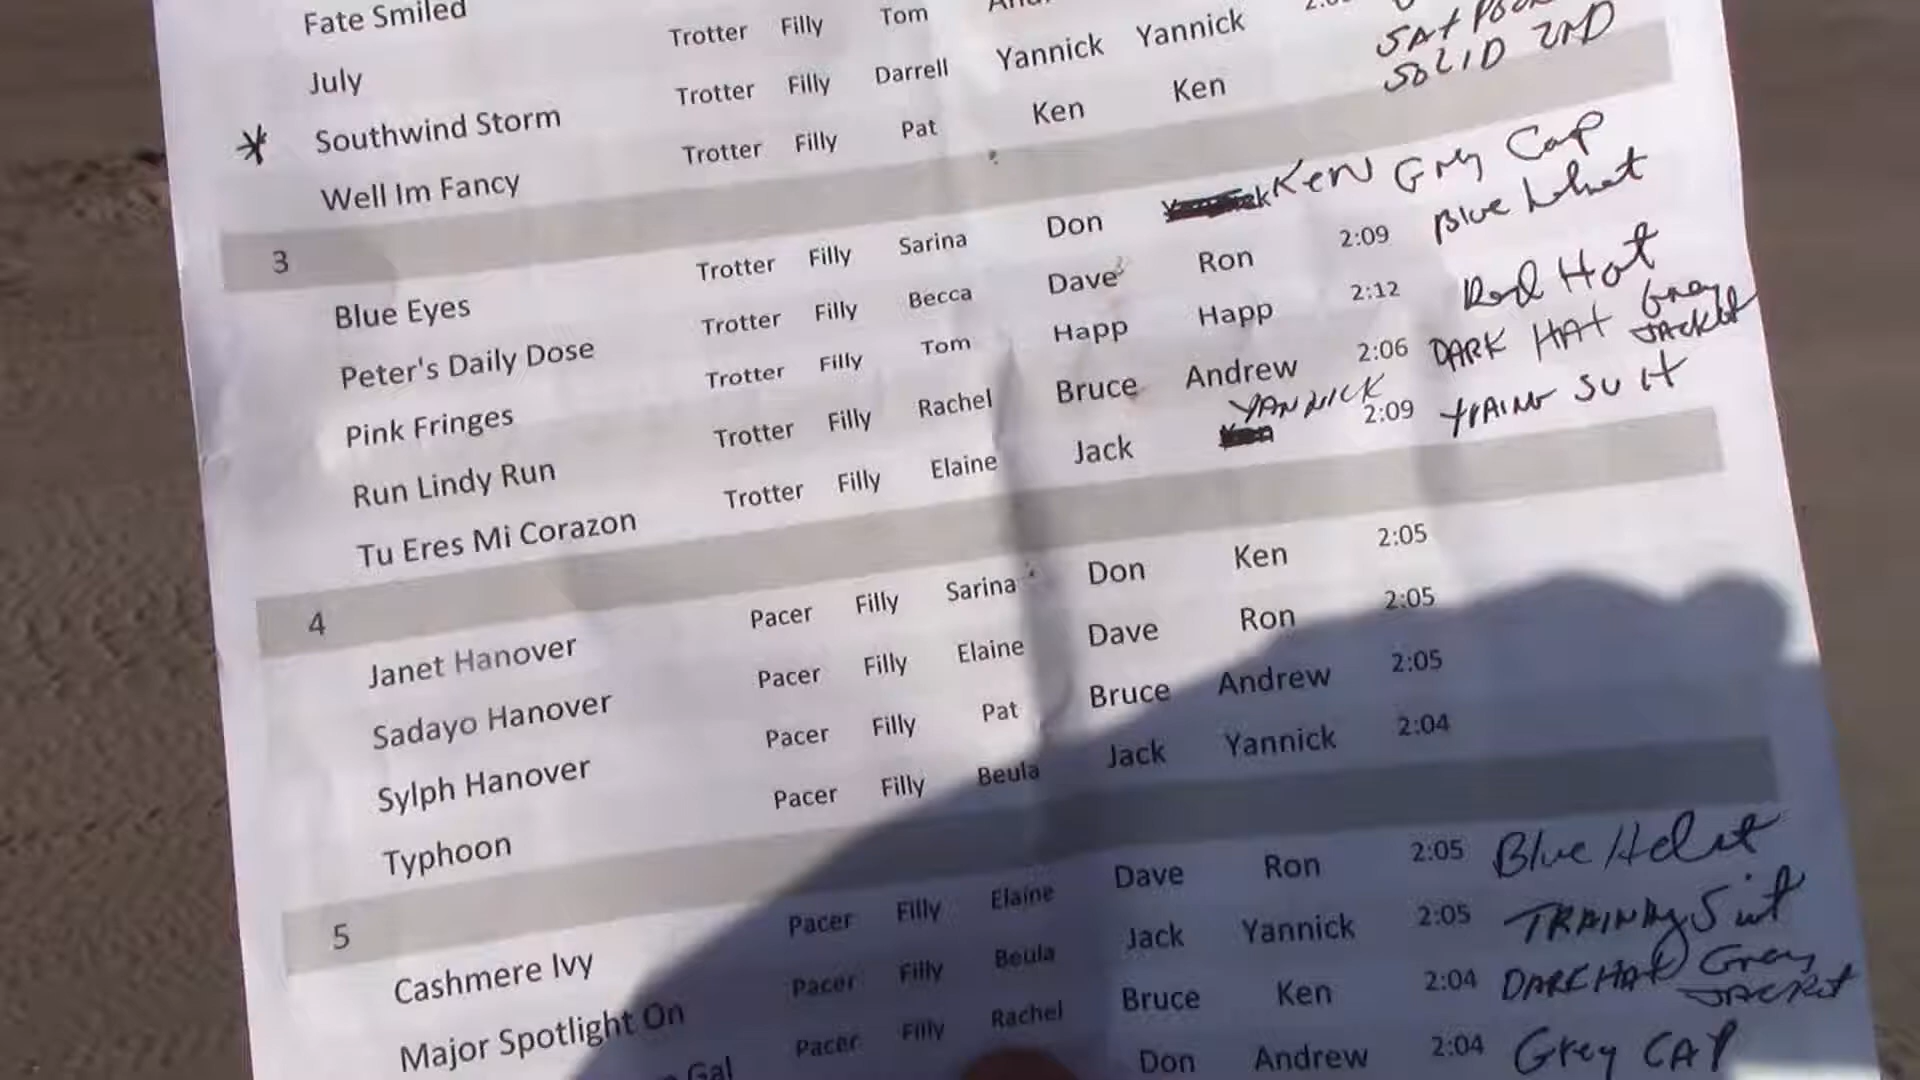 Fate Smiled
July Trotter Filly Tom
SAT
* Southwind Storm Trotter Filly Darrell Yannick Yannick
SOLID 2ND
Well Im Fancy Trotter Filly Pat Ken Ken
3
Blue Eyes Trotter Filly Sarina Don Ken Grey Cap
Peter's Daily Dose Trotter Filly Becca Dave Ron 2:09 Blue helmet
Pink Fringes Trotter Filly Tom Happ Happ 2:12 Red Hat
Run Lindy Run Trotter Filly Rachel Bruce Andrew 2:06 DARK HAT Gray JACKET
Tu Eres Mi Corazon Trotter Filly Elaine Jack YANNICK 2:09 TRAING SUIT
4
Janet Hanover Pacer Filly Sarina Don Ken 2:05
Sadayo Hanover Pacer Filly Elaine Dave Ron 2:05
Sylph Hanover Pacer Filly Pat Bruce Andrew 2:05
Typhoon Pacer Filly Beula Jack Yannick 2:04
5
Cashmere Ivy Pacer Filly Elaine Dave Ron 2:05 Blue Helmet
Major Spotlight On Pacer Filly Beula Jack Yannick 2:05 TRAINING Suit
Gal Pacer Filly Rachel Bruce Ken 2:04 DARK HAT Gray JACKET
Don Andrew 2:04 Grey CAP